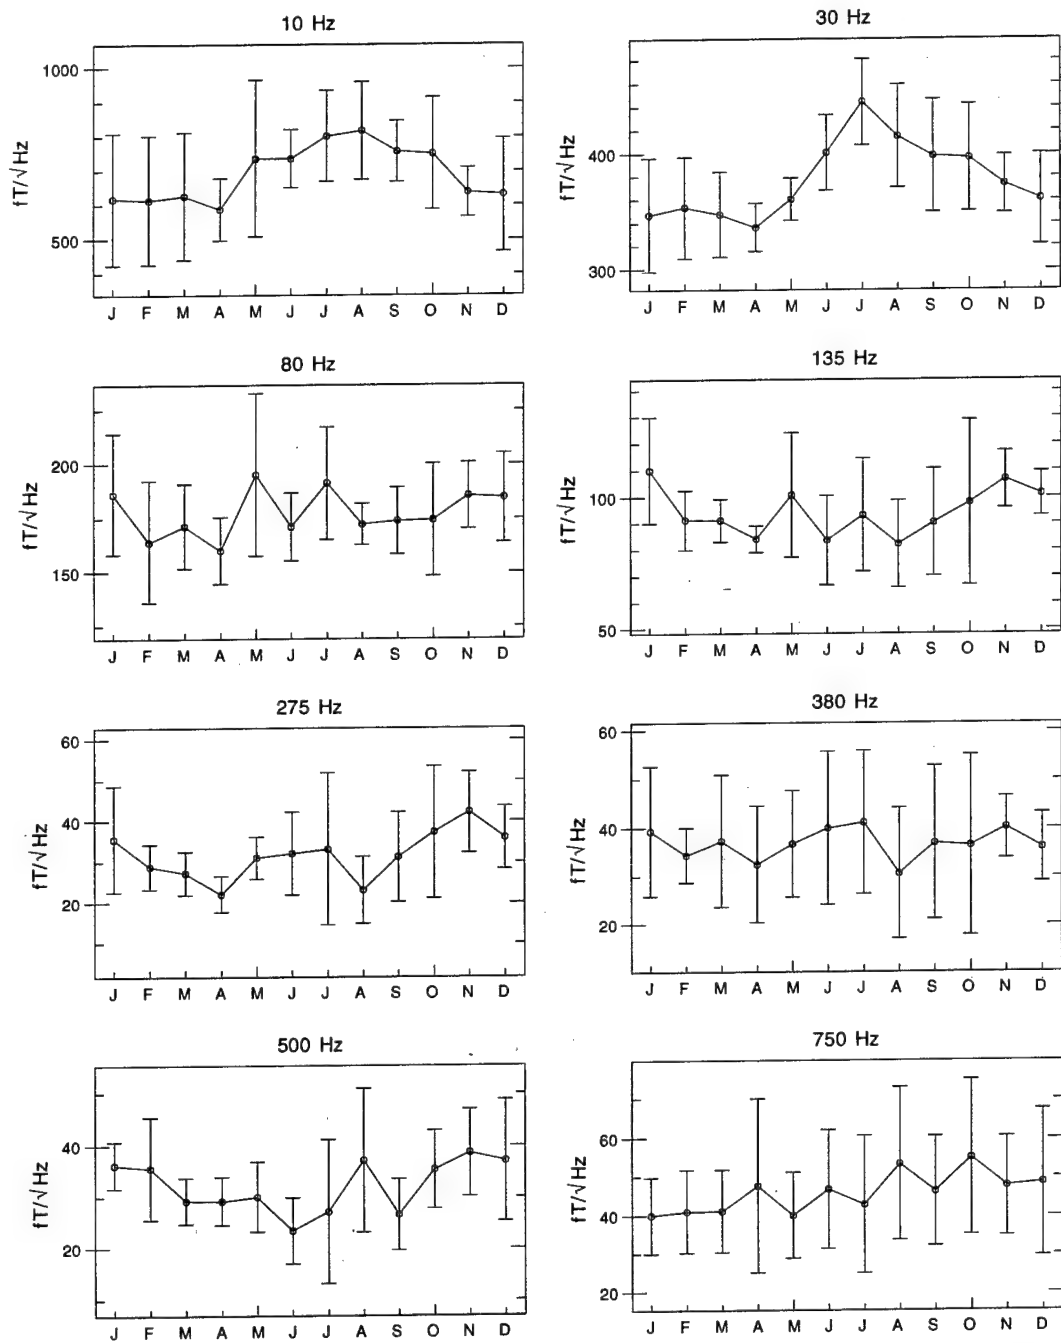 10 Hz
1000
500
fT/√Hz
J F M A M J J A S O N D
30 Hz
400
300
fT/√Hz
J F M A M J J A S O N D
80 Hz
200
150
fT/√Hz
J F M A M J J A S O N D
135 Hz
100
50
fT/√Hz
J F M A M J J A S O N D
275 Hz
60
40
20
fT/√Hz
J F M A M J J A S O N D
380 Hz
60
40
20
fT/√Hz
J F M A M J J A S O N D
500 Hz
40
20
fT/√Hz
J F M A M J J A S O N D
750 Hz
60
40
20
fT/√Hz
J F M A M J J A S O N D